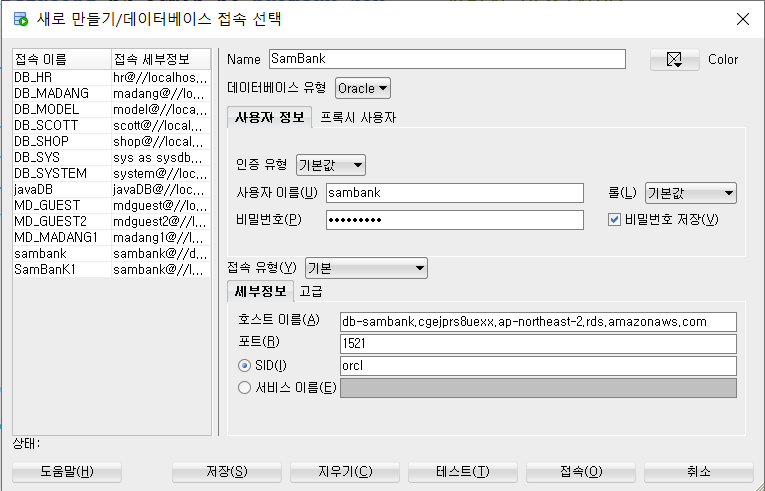 새로 만들기/데이터베이스 접속 선택
접속 이름 접속 세부정보
DB_HR hr@//localhos,...
DB_MADANG madang@//lo...
DB_MODEL model@//loca...
DB_SCOTT scott@//local,...
DB_SHOP shop@//local,...
DB_SYS sys as sysdb...
DB_SYSTEM system@//loc...
javaDB javaDB@//loc...
MD_GUEST mdguest@//lo...
MD_GUEST2 mdguest2@//l...
MD_MADANG1 madang1@//l...
sambank sambank@//d...
SamBanK1 sambank@//l...
Name SamBank Color
데이터베이스 유형 Oracle
사용자 정보 프록시 사용자
인증 유형 기본값
사용자 이름(U) sambank 롤(L) 기본값
비밀번호(P) ••••••••• 비밀번호 저장(V)
접속 유형(Y) 기본
세부정보 고급
호스트 이름(A) db-sambank.cgejprs8uexx.ap-northeast-2.rds.amazonaws.com
포트(R) 1521
SID(I) orcl
서비스 이름(E)
상태:
도움말(H) 저장(S) 지우기(C) 테스트(T) 접속(O) 취소